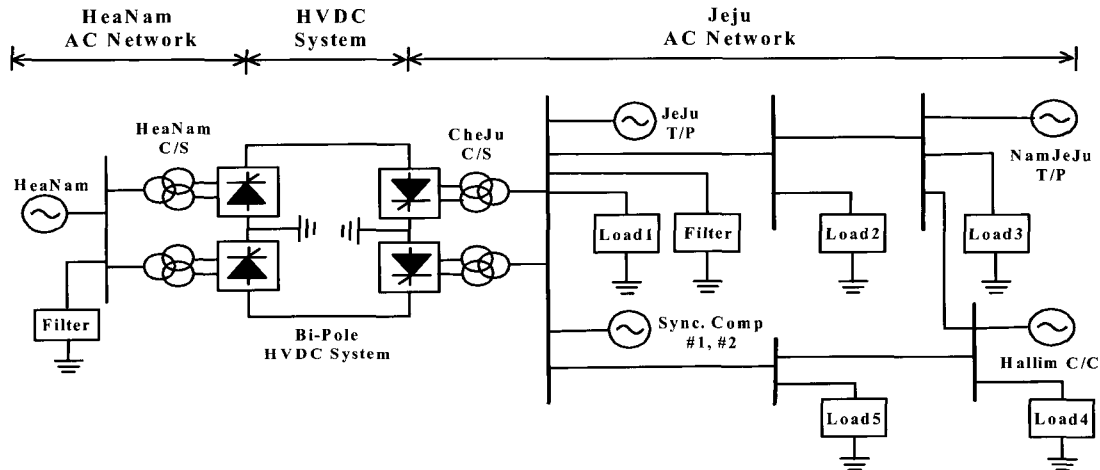 HeaNam
AC Network
HVDC
System
Jeju
AC Network
HeaNam
C/S
CheJu
C/S
JeJu
T/P
NamJeJu
T/P
HeaNam
Load1
Filter
Load2
Load3
Filter
Bi-Pole
HVDC System
Sync. Comp
#1, #2
Hallim C/C
Load5
Load4